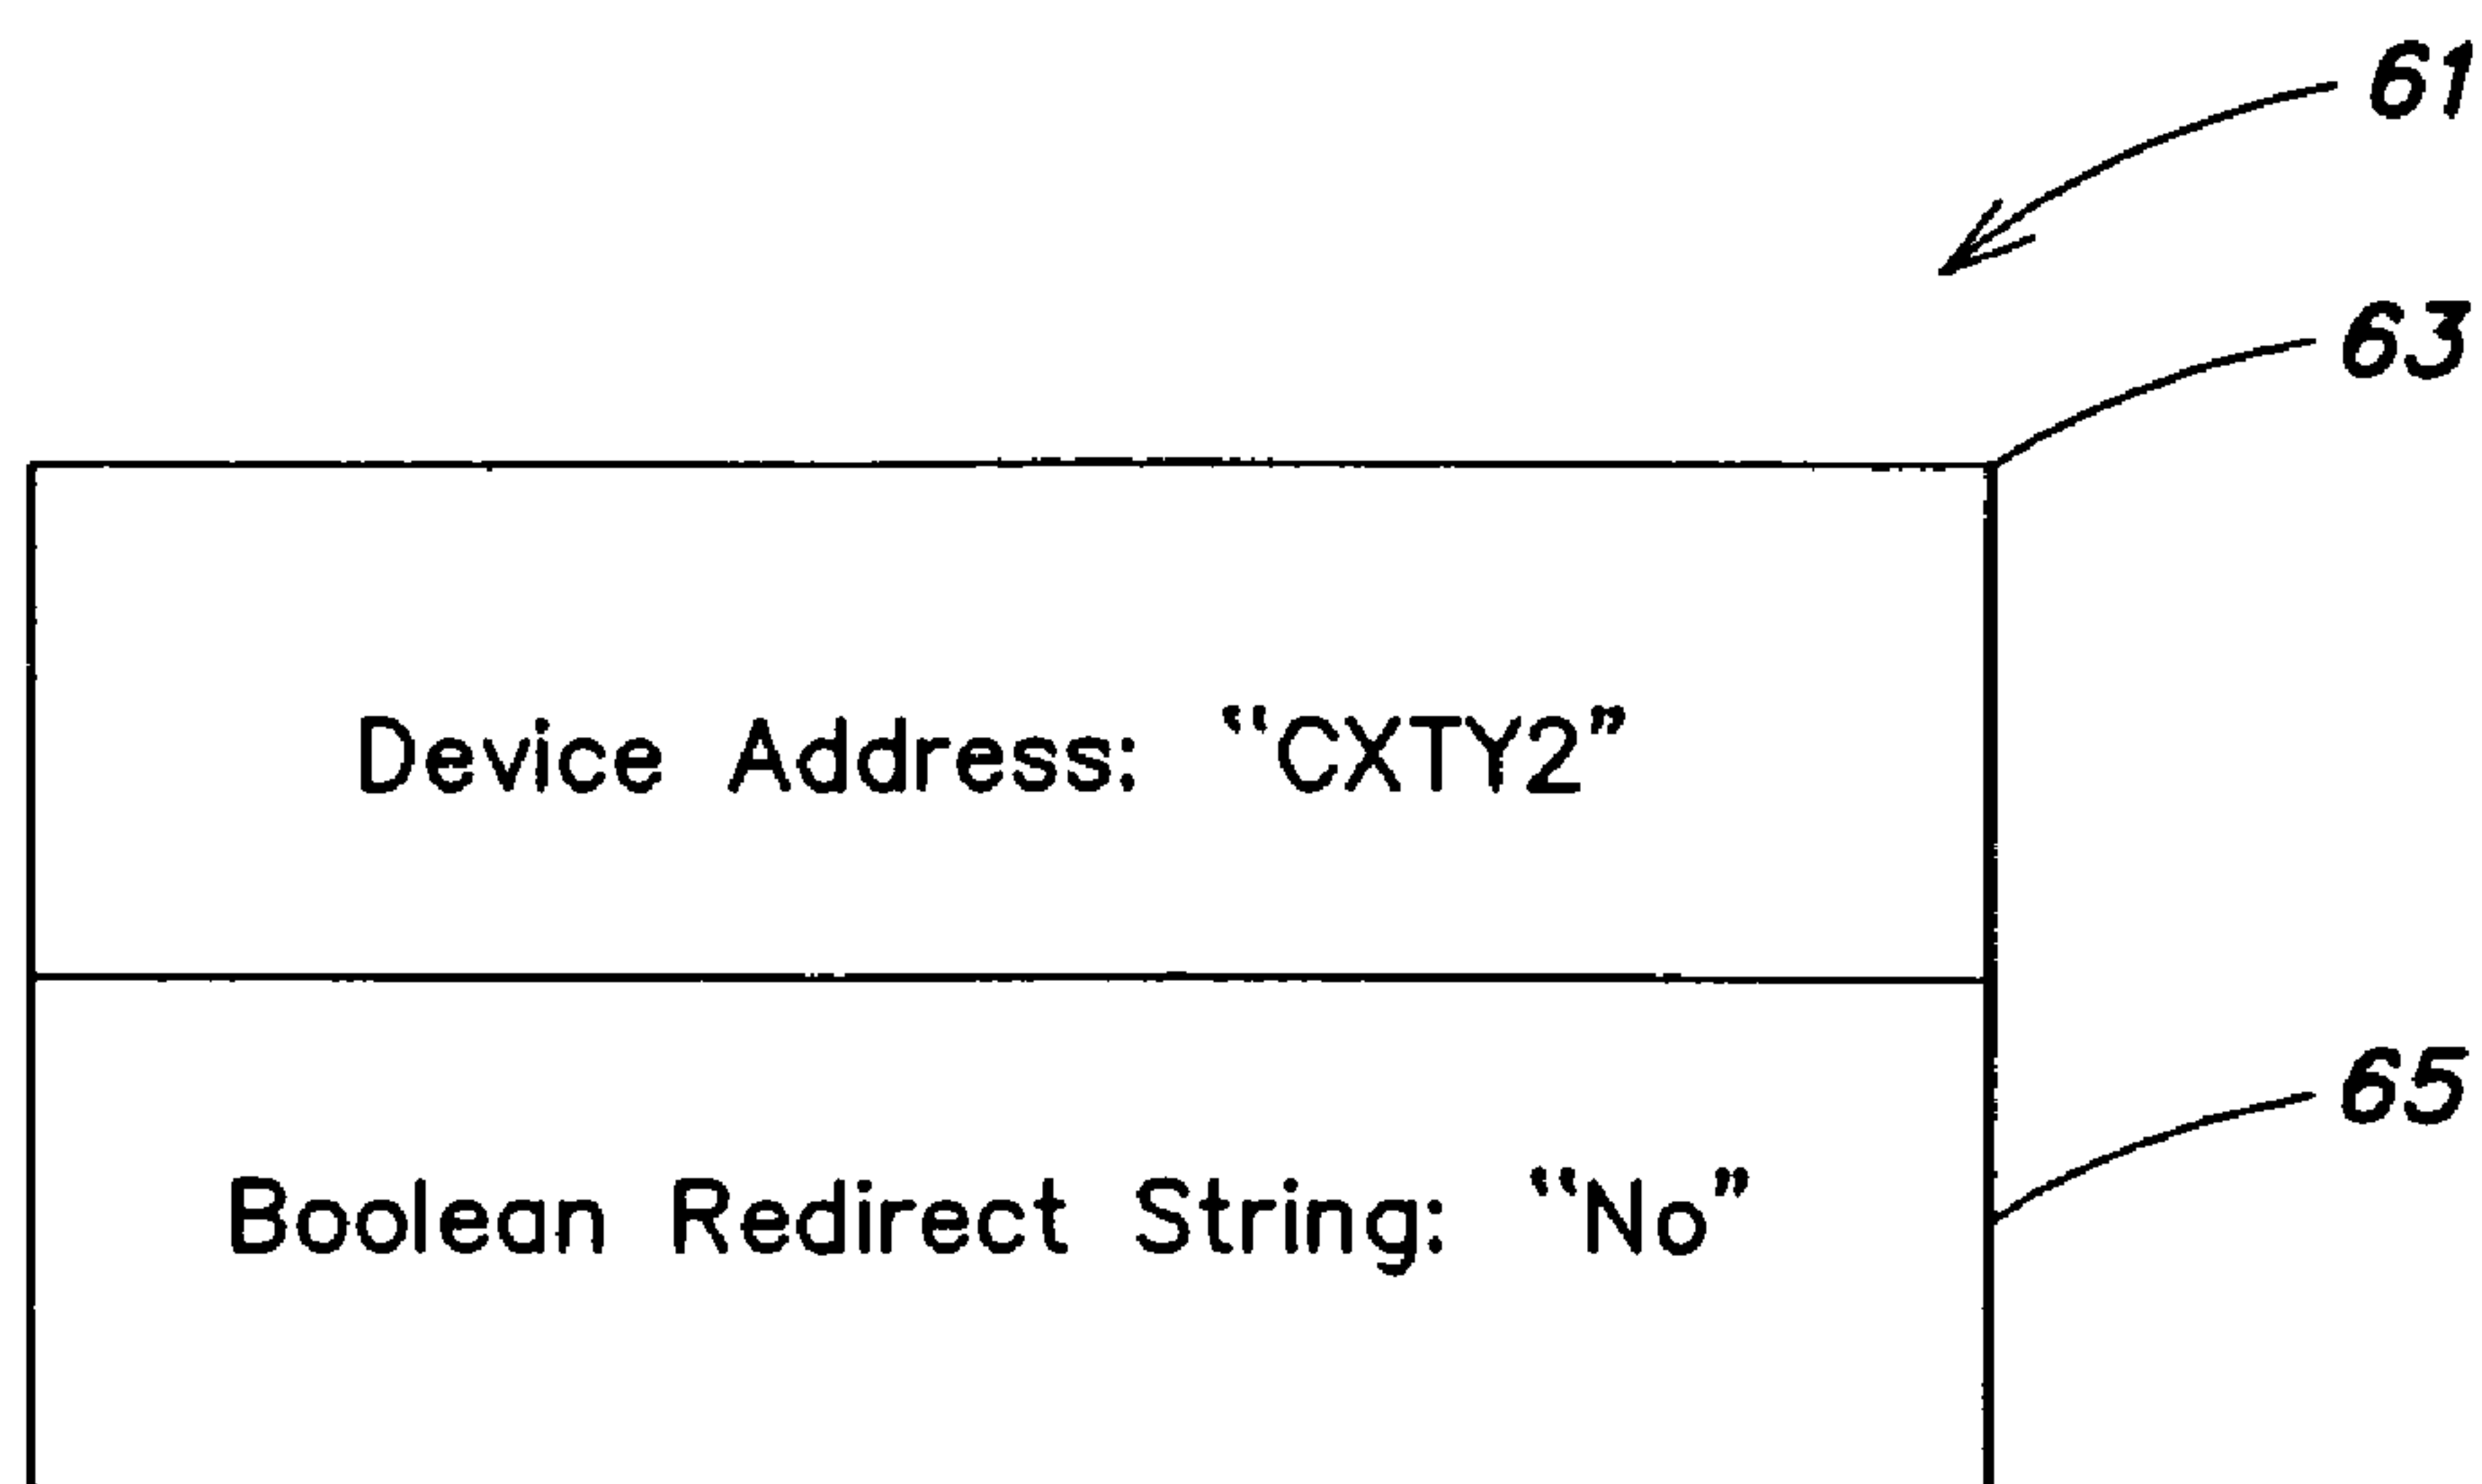 61
63
Device Address: “CXTY2”
65
Boolean Redirect String: “No”